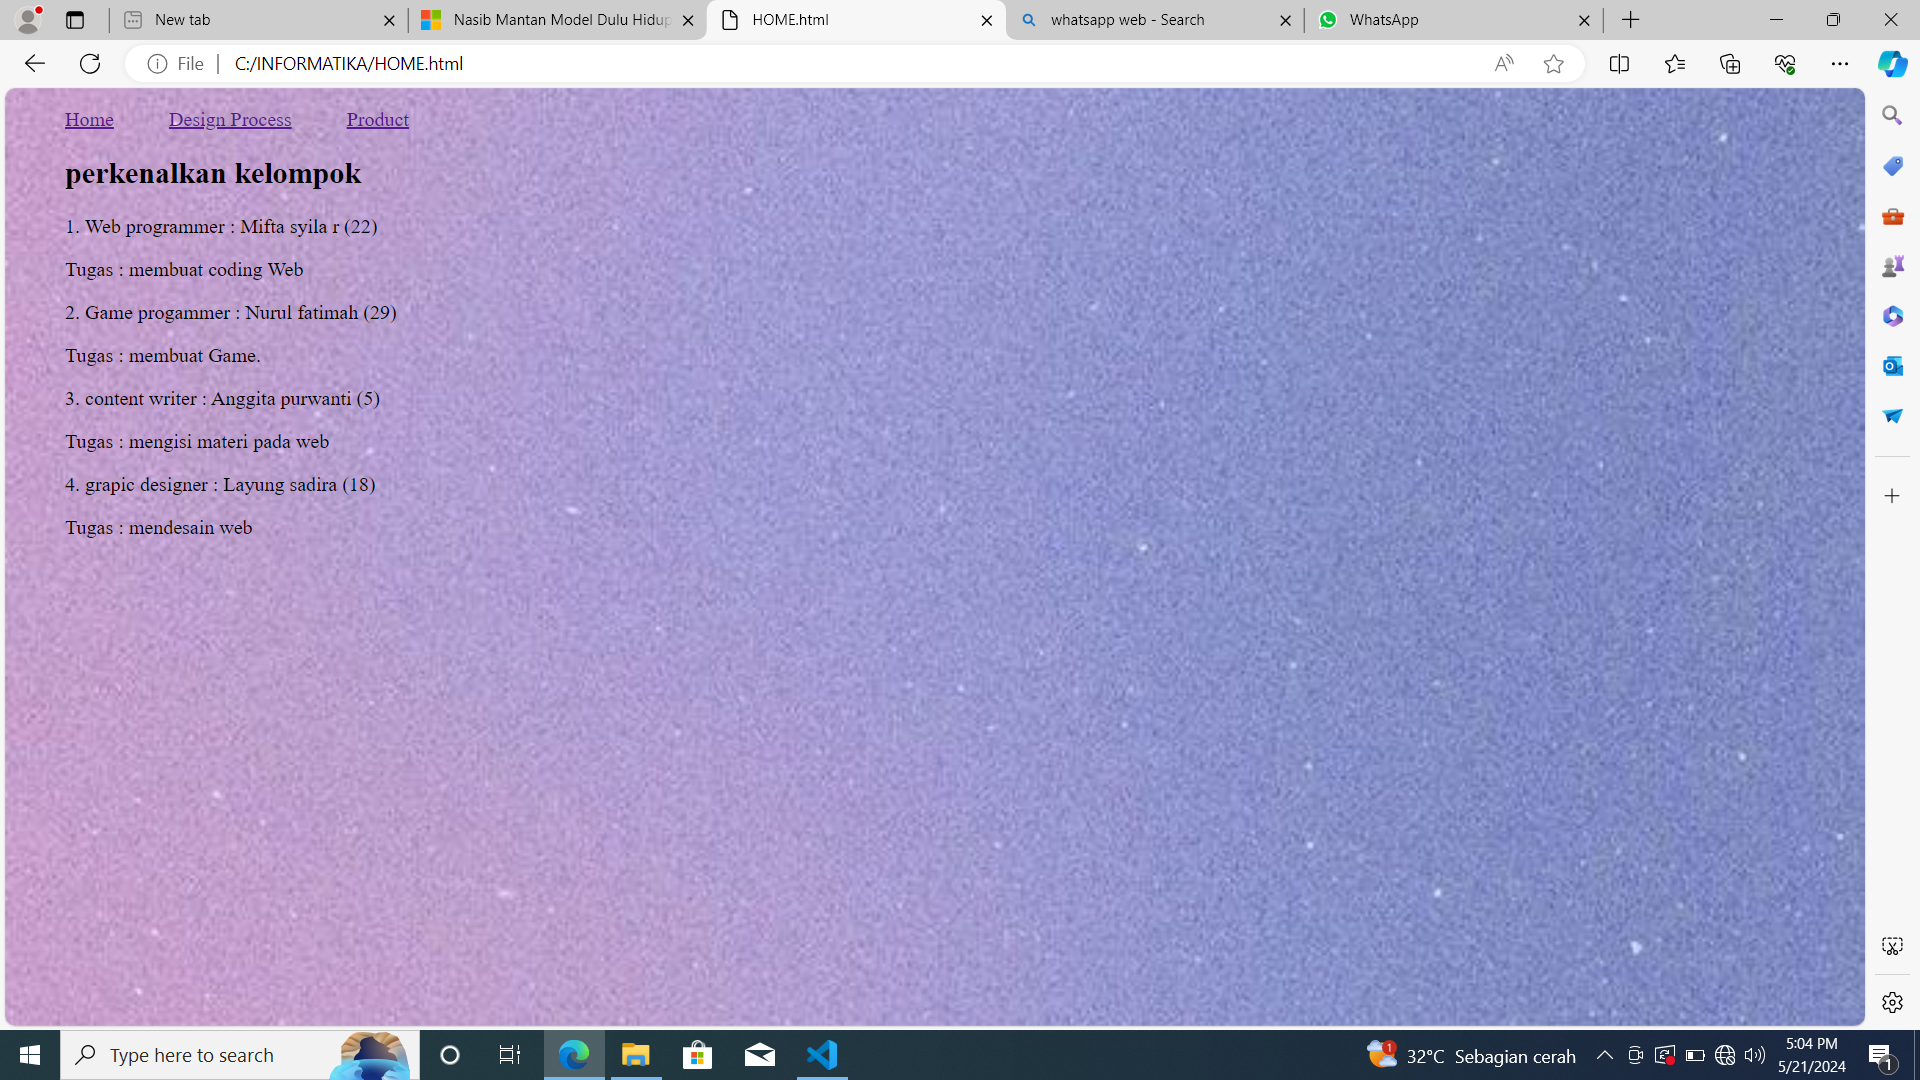 New tab
Nasib Mantan Model Dulu Hidup
HOME.html
whatsapp web - Search
WhatsApp
File
C:/INFORMATIKA/HOME.html
Home Design Process Product
perkenalkan kelompok
1. Web programmer : Mifta syila r (22)
Tugas : membuat coding Web
2. Game progammer : Nurul fatimah (29)
Tugas : membuat Game.
3. content writer : Anggita purwanti (5)
Tugas : mengisi materi pada web
4. grapic designer : Layung sadira (18)
Tugas : mendesain web
Type here to search
1
32°C Sebagian cerah
5:04 PM
5/21/2024
1